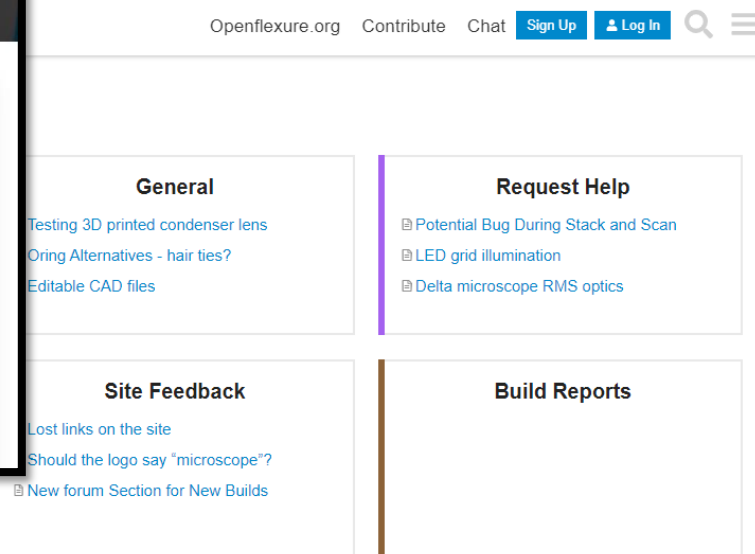 Openflexure.org Contribute Chat Sign Up Log In
General
Testing 3D printed condenser lens
Oring Alternatives - hair ties?
Editable CAD files
Request Help
Potential Bug During Stack and Scan
LED grid illumination
Delta microscope RMS optics
Site Feedback
Lost links on the site
Should the logo say “microscope”?
New forum Section for New Builds
Build Reports